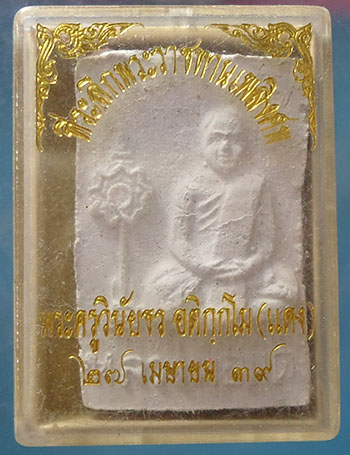 ที่ระลึกพระราชทานเพลิงศพ
พระครูวินัยธร อติกฺกโม (แดง)
๒๗ เมษายน ๓๙